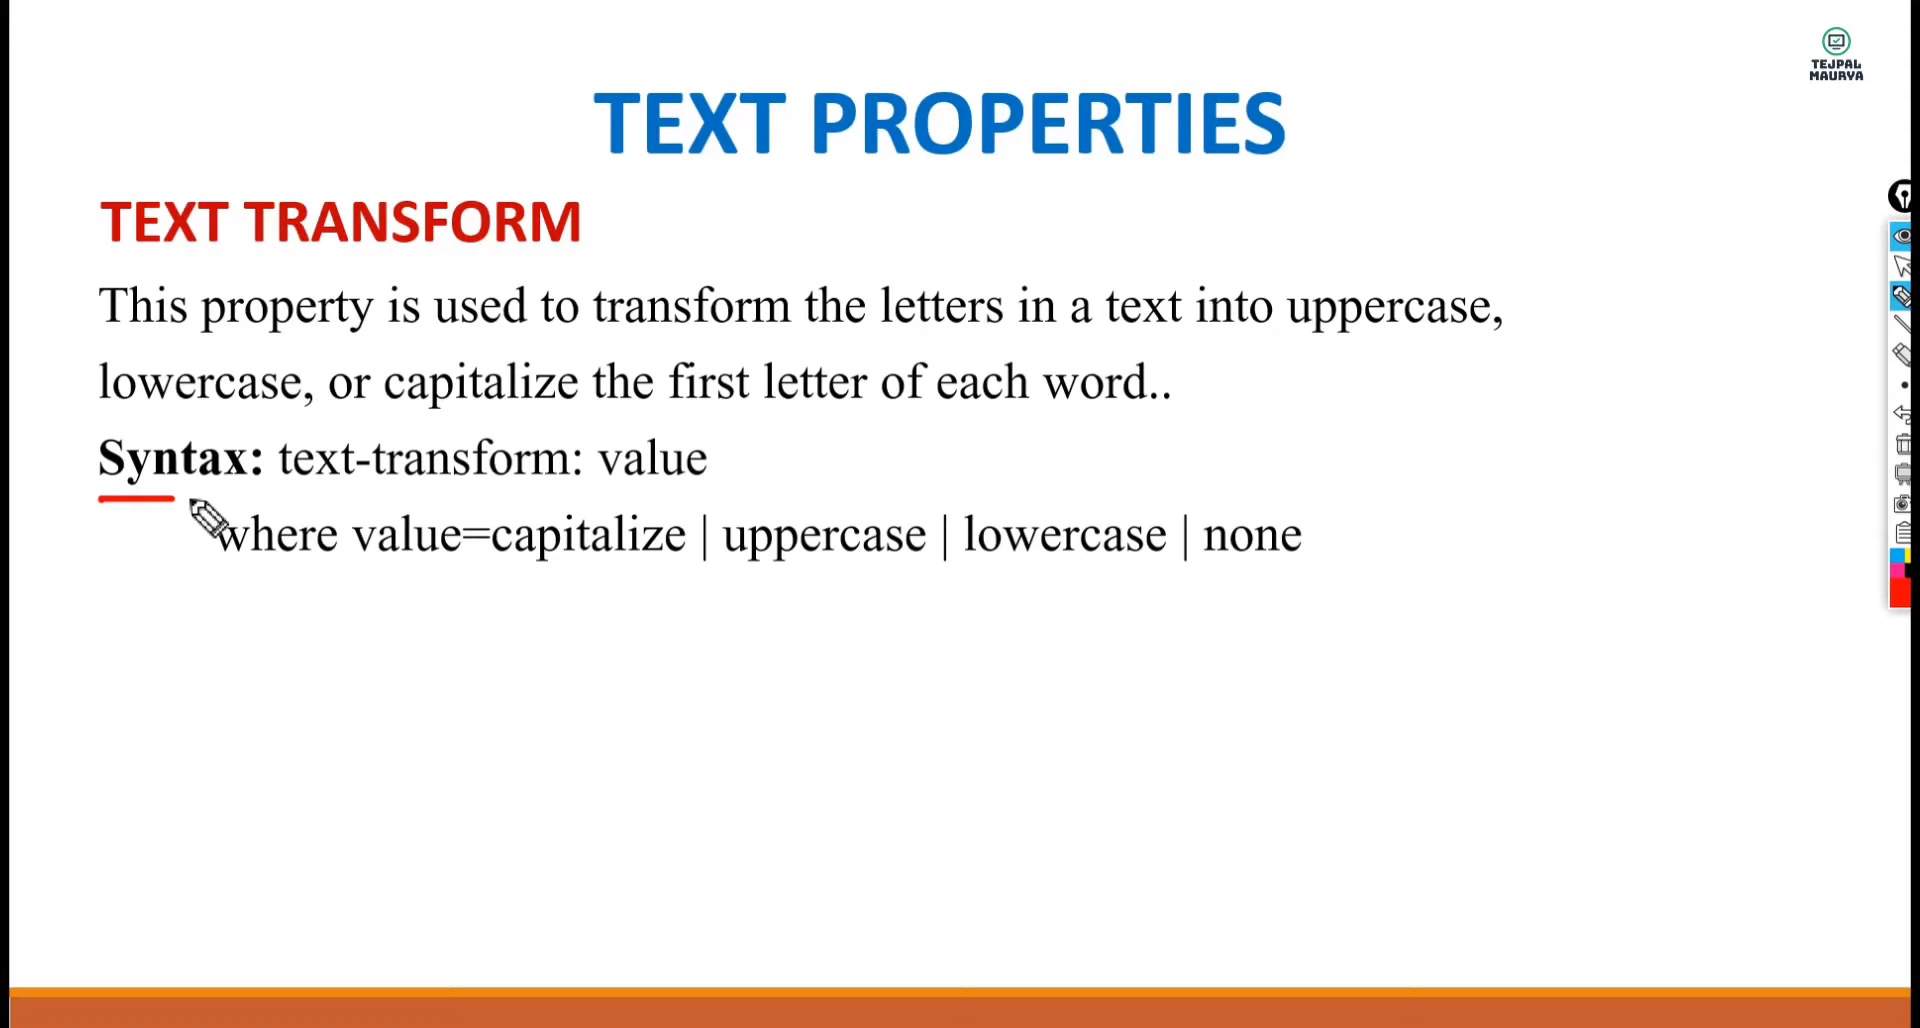 TEJPAL
MAURYA
TEXT PROPERTIES
TEXT TRANSFORM
This property is used to transform the letters in a text into uppercase,
lowercase, or capitalize the first letter of each word..
Syntax: text-transform: value
where value=capitalize | uppercase | lowercase | none